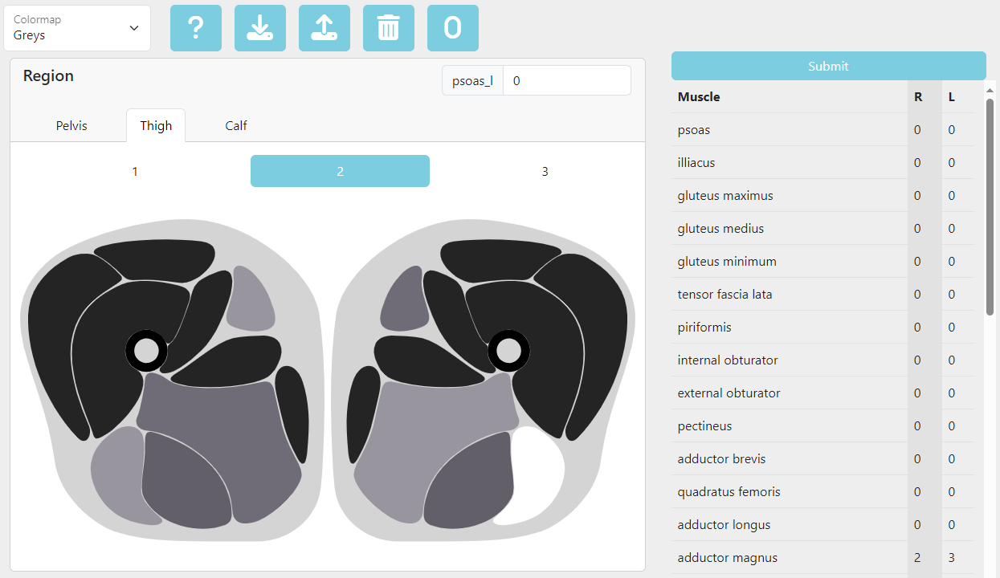 Colormap
Greys
?
0
Submit
Region
psoas_l 0
Pelvis Thigh Calf
1 2 3
Muscle R L
psoas 0 0
illiacus 0 0
gluteus maximus 0 0
gluteus medius 0 0
gluteus minimum 0 0
tensor fascia lata 0 0
piriformis 0 0
internal obturator 0 0
external obturator 0 0
pectineus 0 0
adductor brevis 0 0
quadratus femoris 0 0
adductor longus 0 0
adductor magnus 2 3